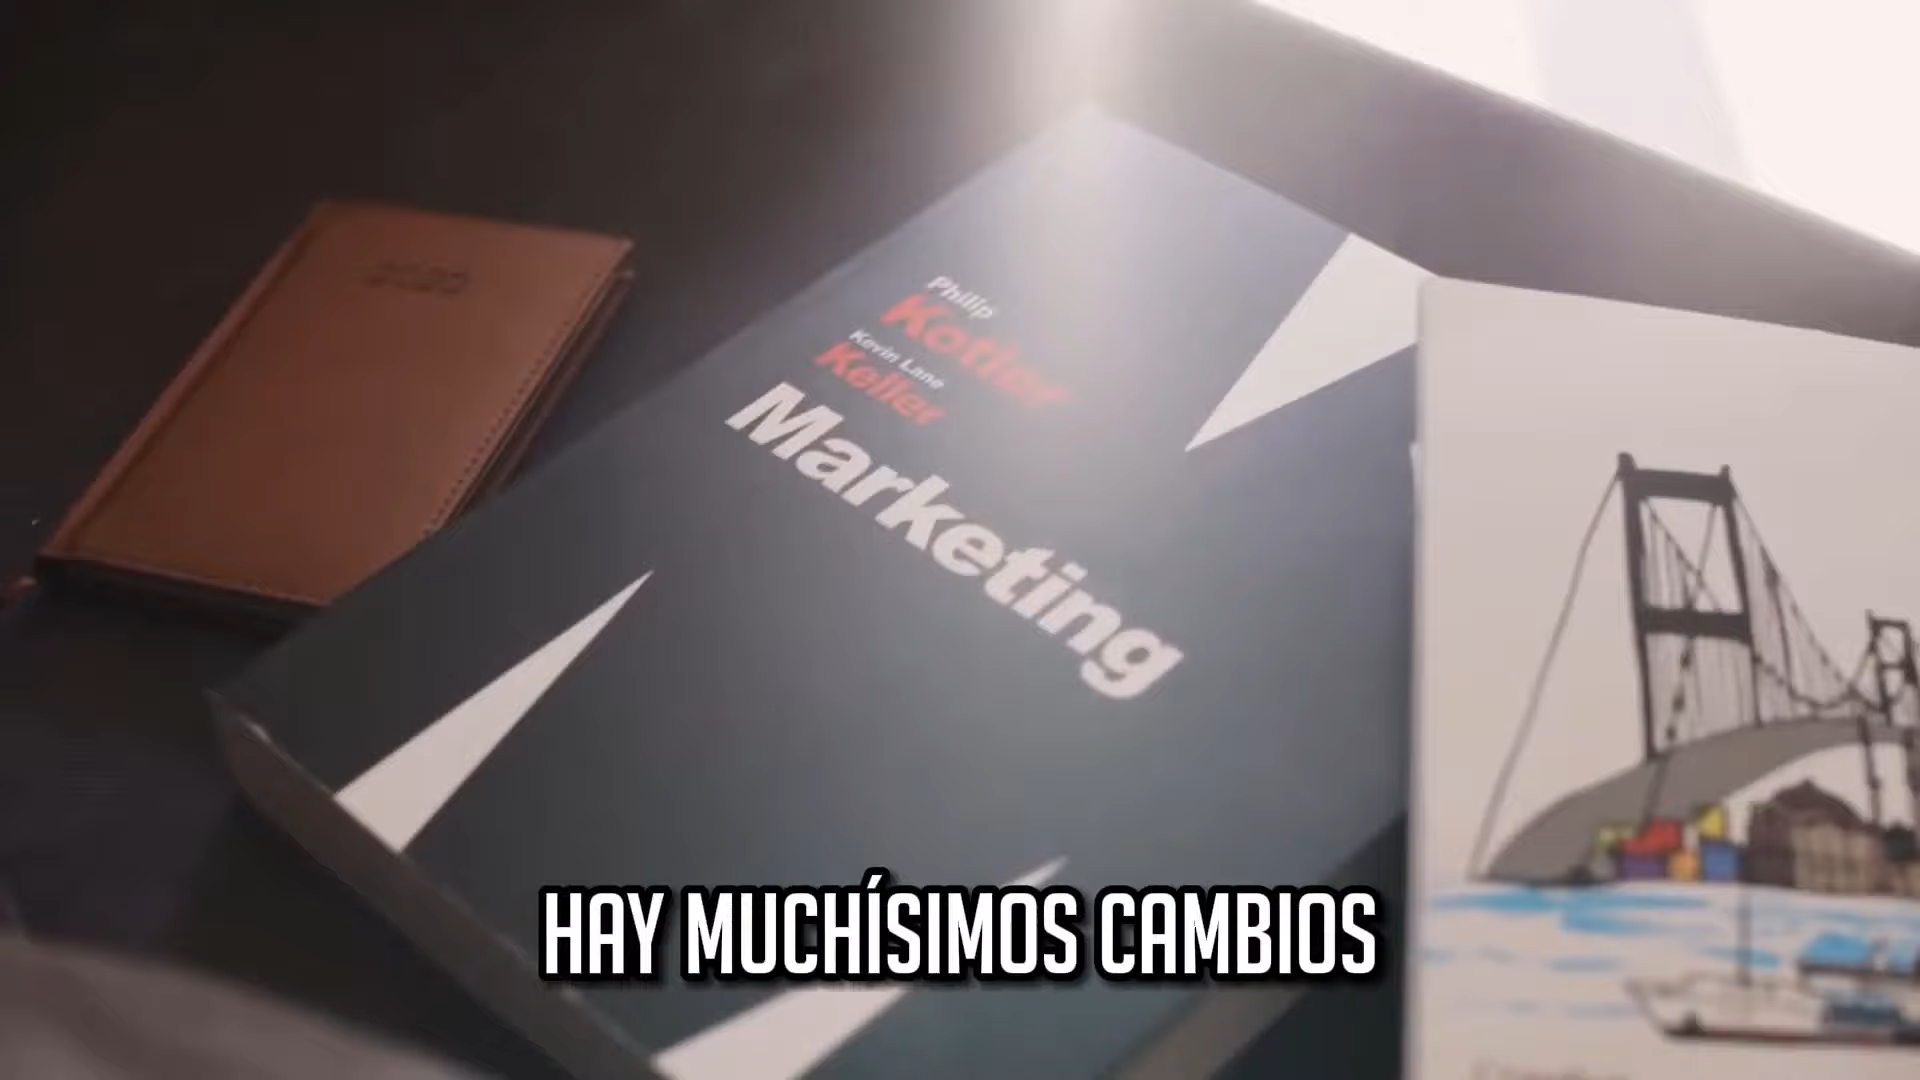 Philip
Kotler
Kevin Lane
Keller
Marketing
HAY MUCHÍSIMOS CAMBIOS